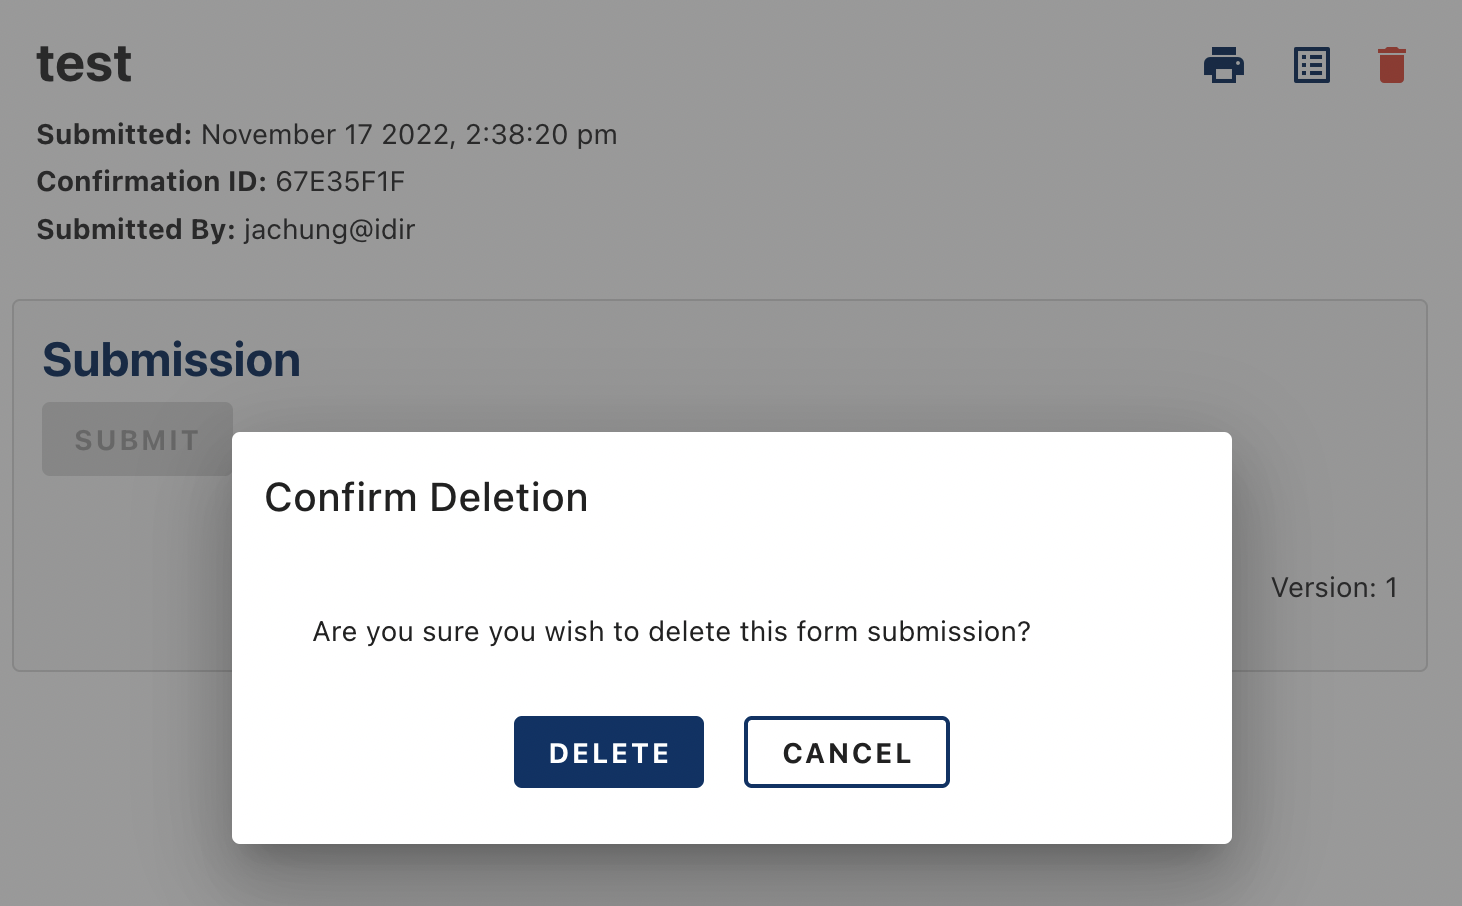 test
Submitted: November 17 2022, 2:38:20 pm
Confirmation ID: 67E35F1F
Submitted By: jachung@idir
Submission
SUBMIT
Confirm Deletion
Version: 1
Are you sure you wish to delete this form submission?
DELETE CANCEL